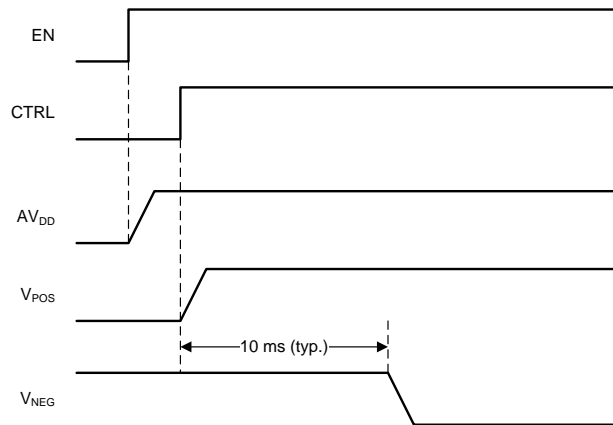 EN
CTRL
AVDD
VPOS
10 ms (typ.)
VNEG